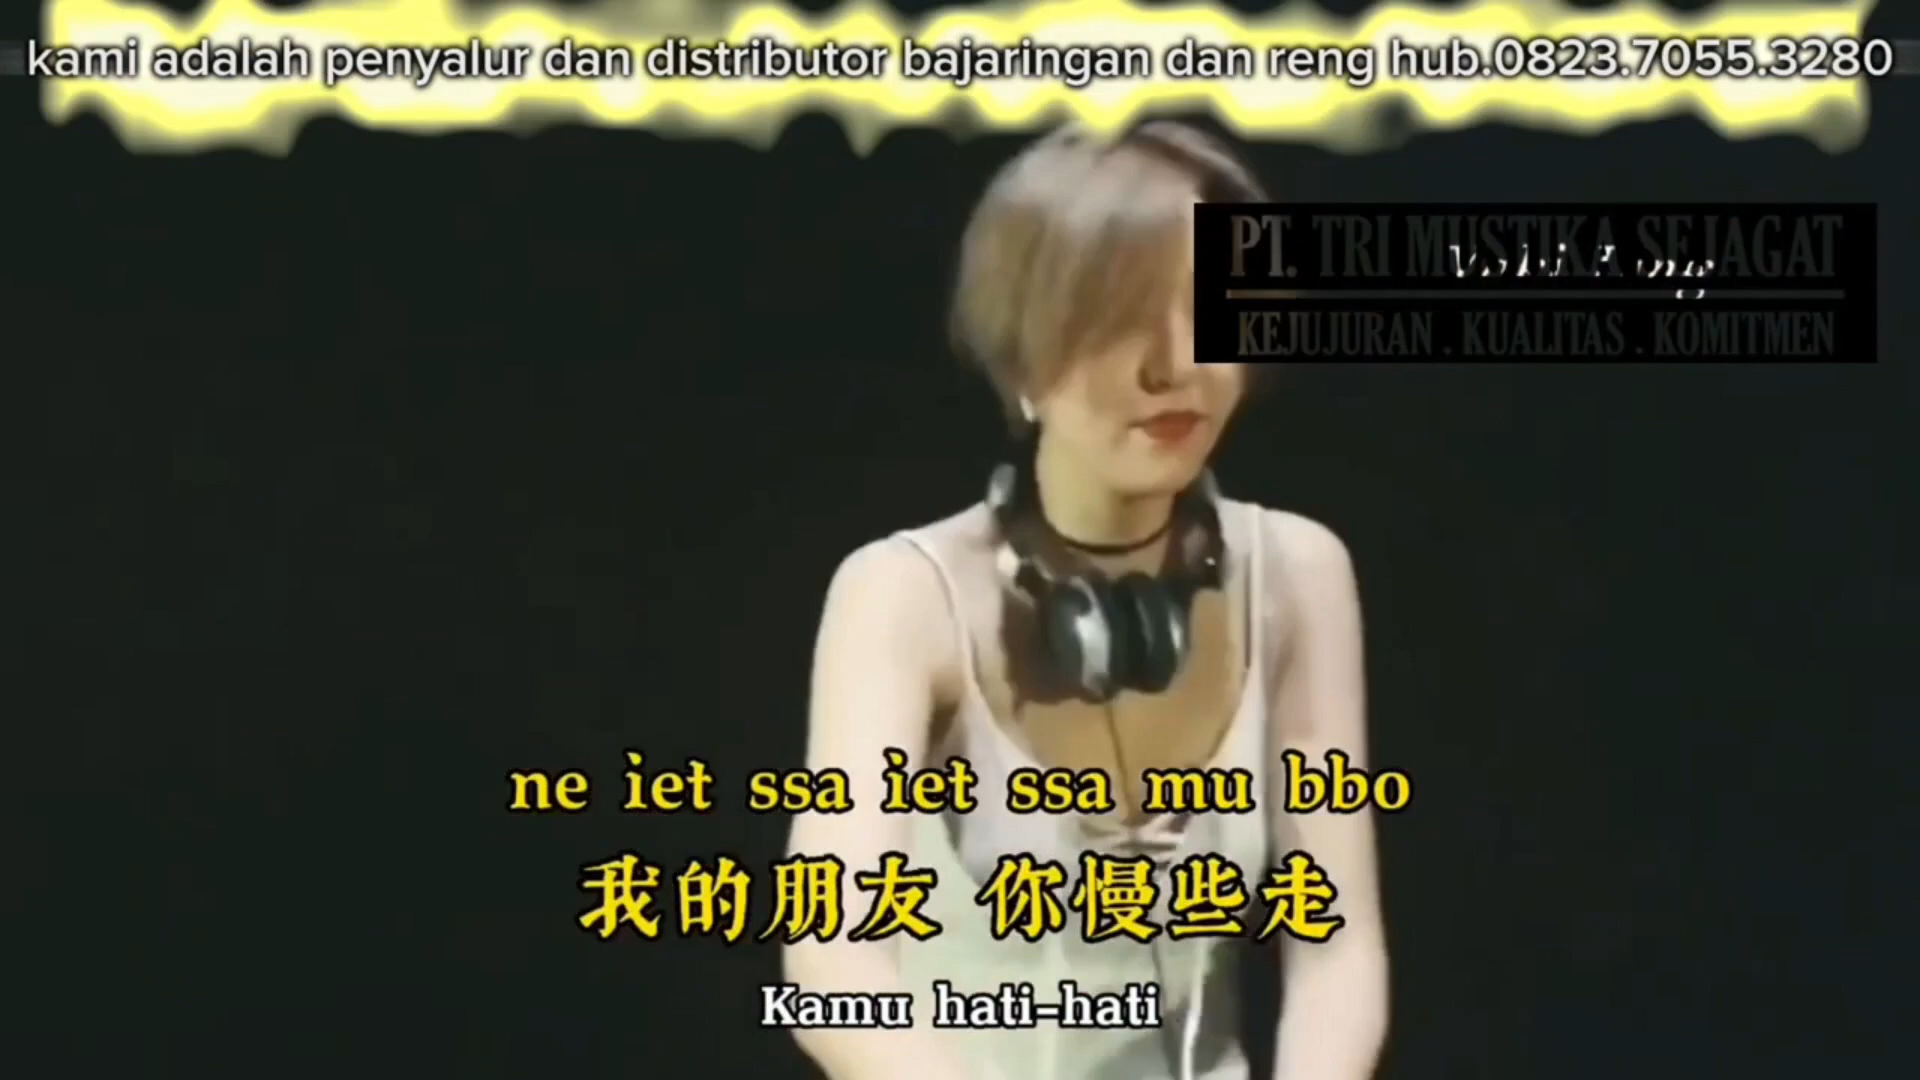 kami adalah penyalur dan distributor bajaringan dan reng hub.0823.7055.3280
PT. TRI MUSTIKA SEJAGAT
KEJUJURAN . KUALITAS . KOMITMEN
ne iet ssa iet ssa mu bbo
我的朋友 你慢些走
Kamu hati-hati